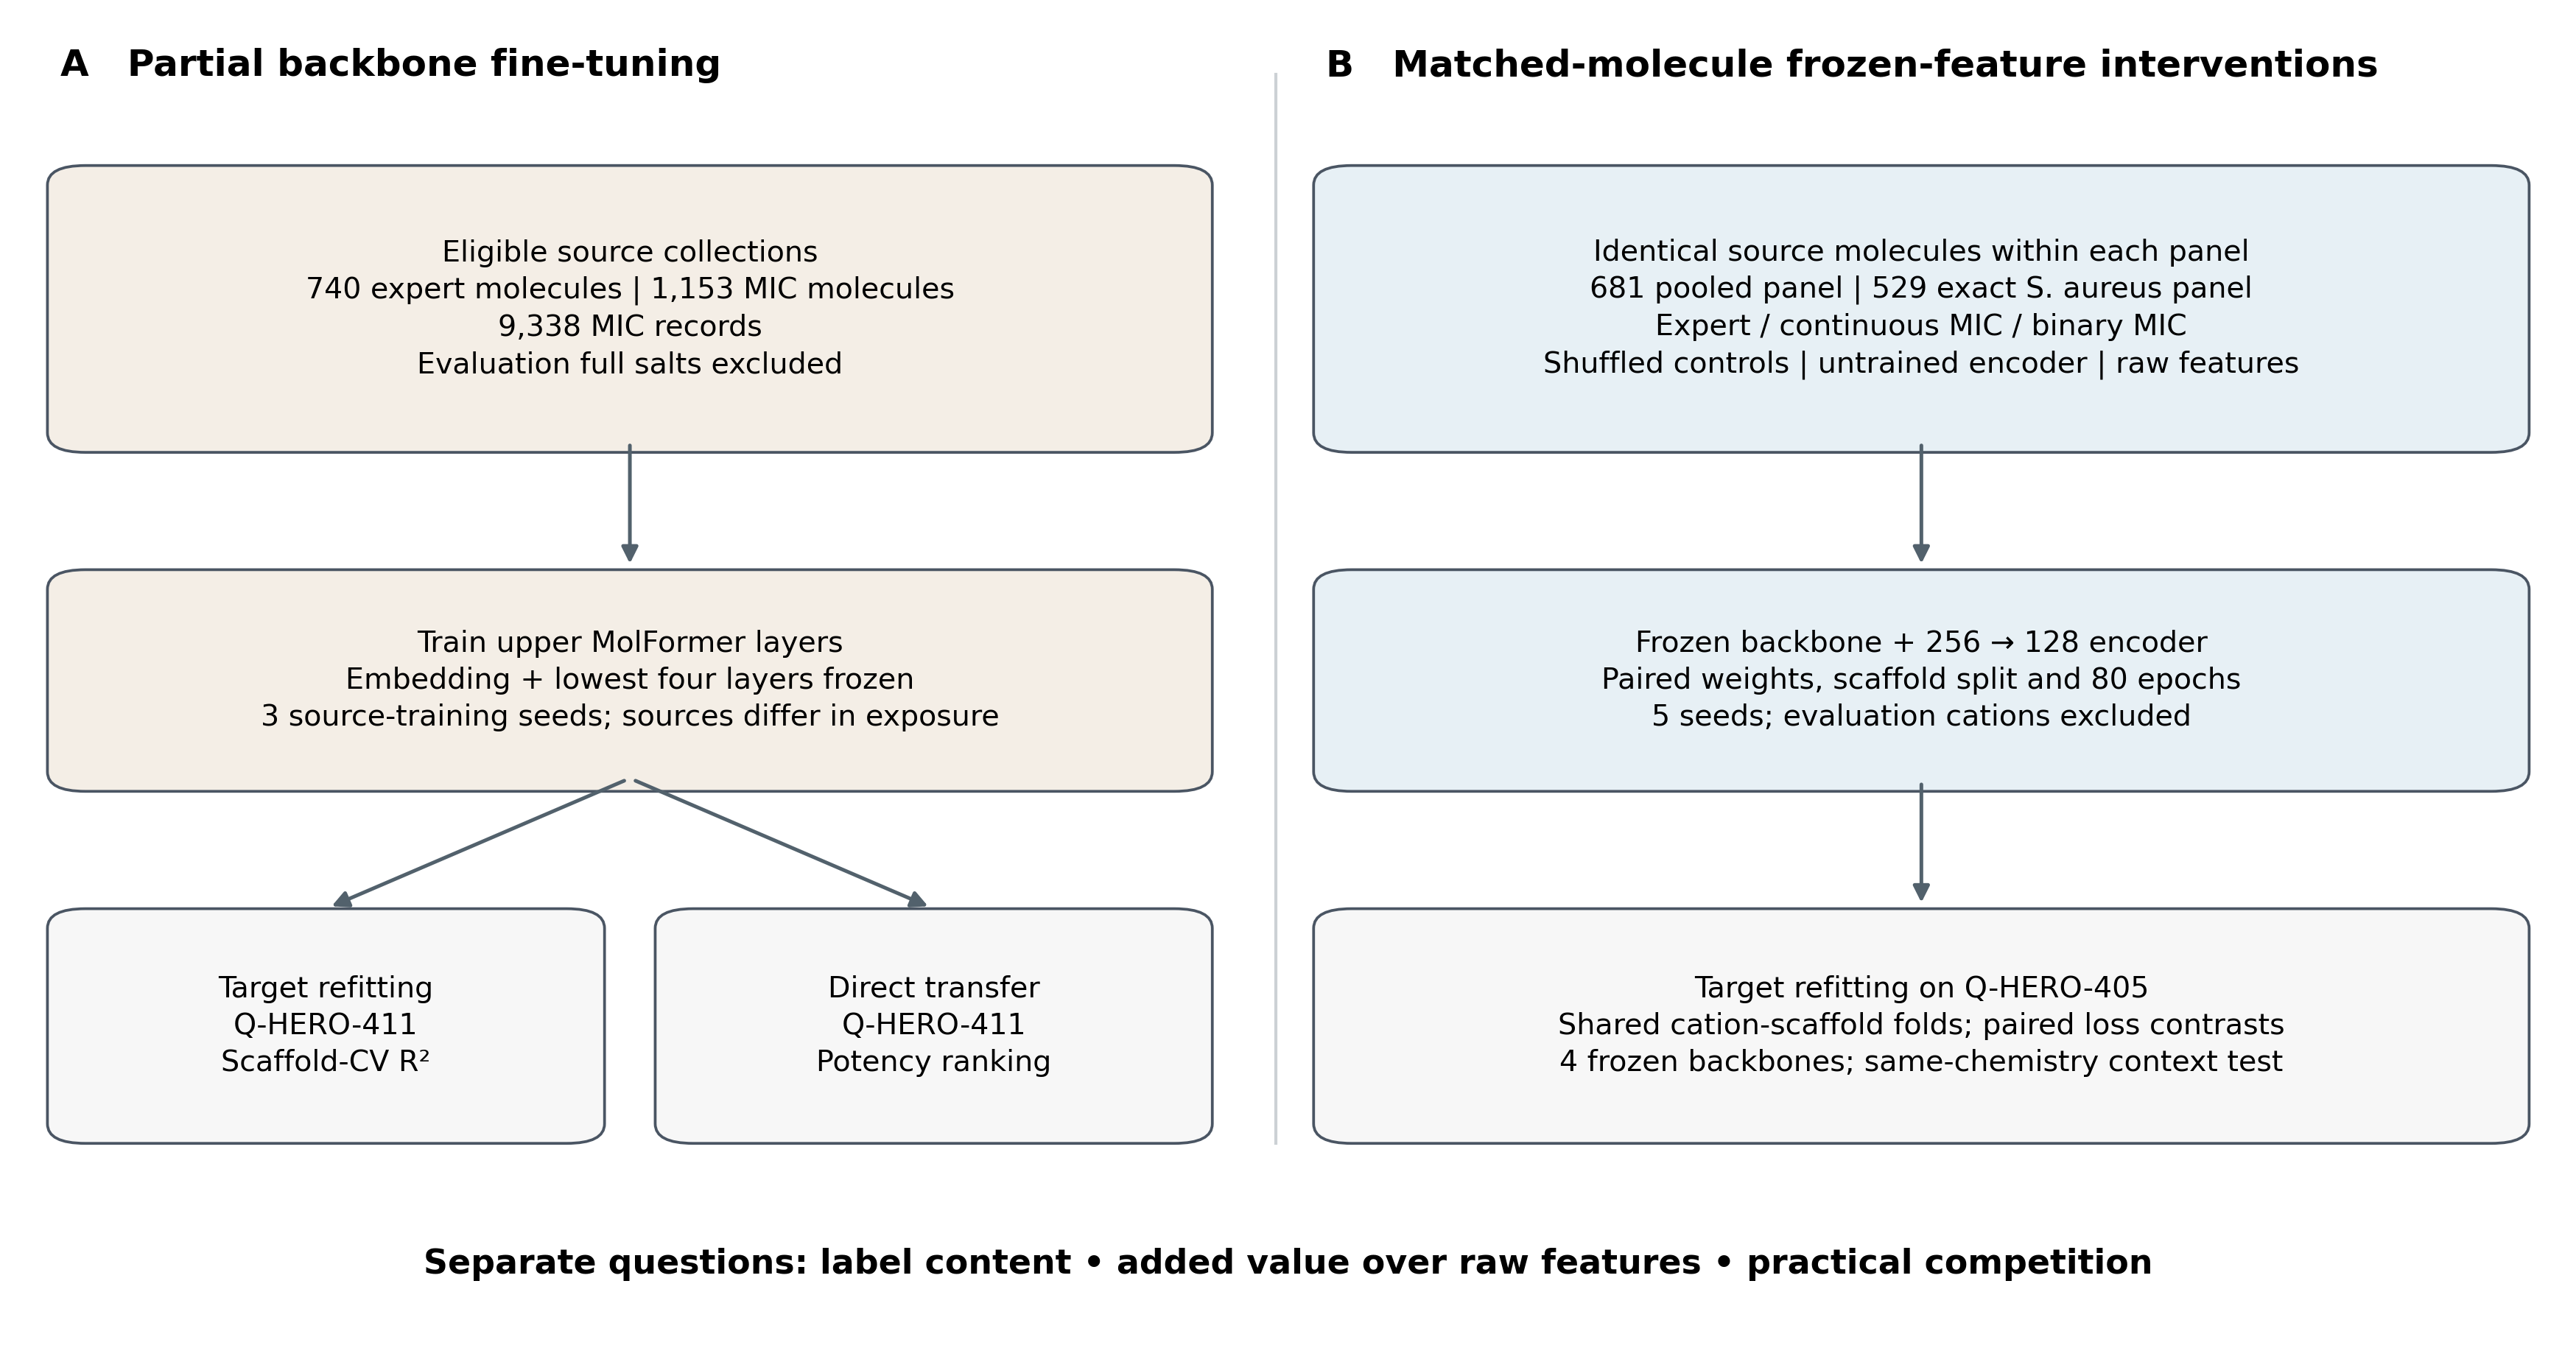 A Partial backbone fine-tuning
Eligible source collections
740 expert molecules | 1,153 MIC molecules
9,338 MIC records
Evaluation full salts excluded
Train upper MolFormer layers
Embedding + lowest four layers frozen
3 source-training seeds; sources differ in exposure
Target refitting
Q-HERO-411
Scaffold-CV R²
Direct transfer
Q-HERO-411
Potency ranking
B Matched-molecule frozen-feature interventions
Identical source molecules within each panel
681 pooled panel | 529 exact S. aureus panel
Expert / continuous MIC / binary MIC
Shuffled controls | untrained encoder | raw features
Frozen backbone + 256 → 128 encoder
Paired weights, scaffold split and 80 epochs
5 seeds; evaluation cations excluded
Target refitting on Q-HERO-405
Shared cation-scaffold folds; paired loss contrasts
4 frozen backbones; same-chemistry context test
Separate questions: label content • added value over raw features • practical competition